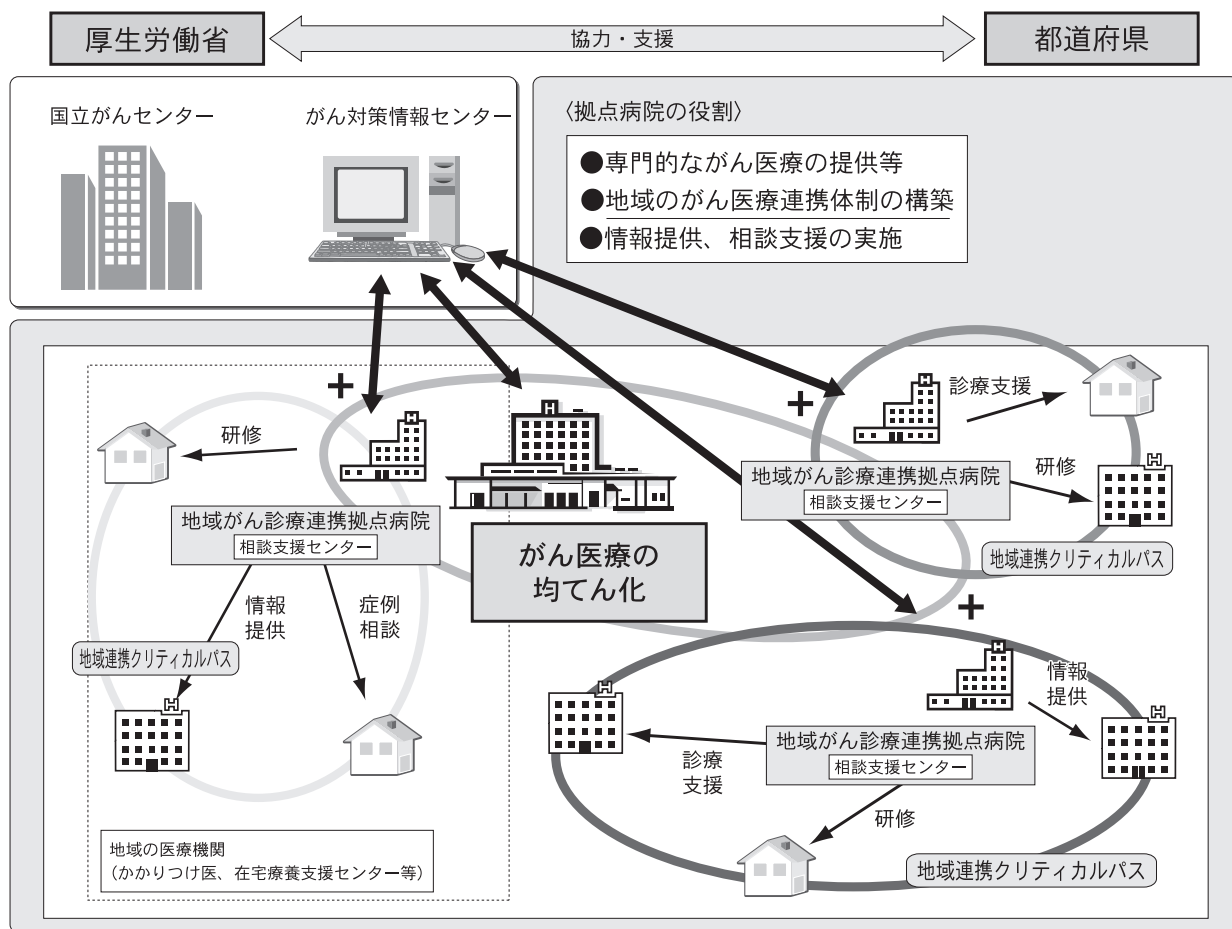 厚生労働省
協力・支援
都道府県
国立がんセンター
がん対策情報センター
〈拠点病院の役割〉
●専門的ながん医療の提供等
●地域のがん医療連携体制の構築
●情報提供、相談支援の実施
研修
地域がん診療連携拠点病院
相談支援センター
情報
提供
症例
相談
地域連携クリティカルパス
地域の医療機関
(かかりつけ医、在宅療養支援センター等)
H
がん医療の
均てん化
H
診療支援
地域がん診療連携拠点病院
相談支援センター
研修
H
地域連携クリティカルパス
H
H
情報
提供
地域がん診療連携拠点病院
相談支援センター
診療
支援
研修
H
H
地域連携クリティカルパス
H